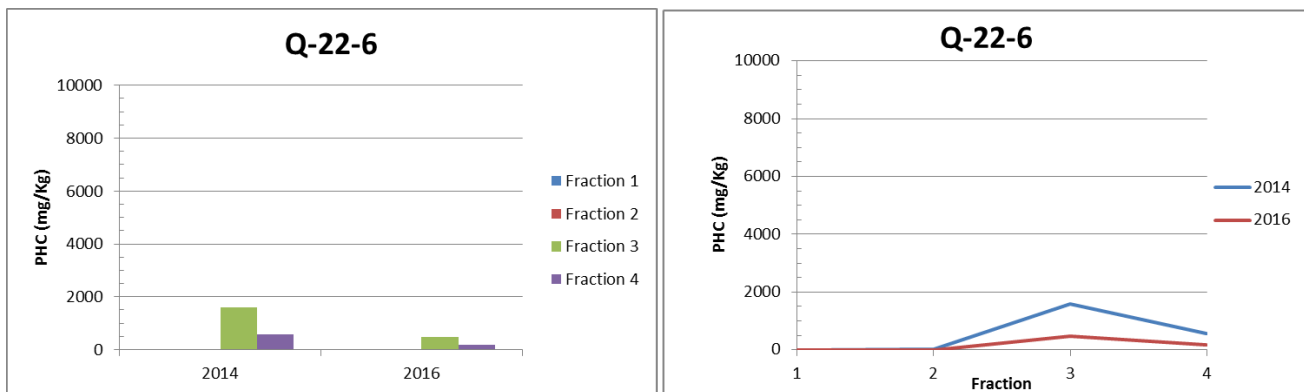 Q-22-6
10000
8000
6000
4000
2000
0
PHC (mg/Kg)
2014
2016
Fraction 1
Fraction 2
Fraction 3
Fraction 4
Q-22-6
10000
8000
6000
4000
2000
0
PHC (mg/Kg)
1
2
3
4
Fraction
2014
2016